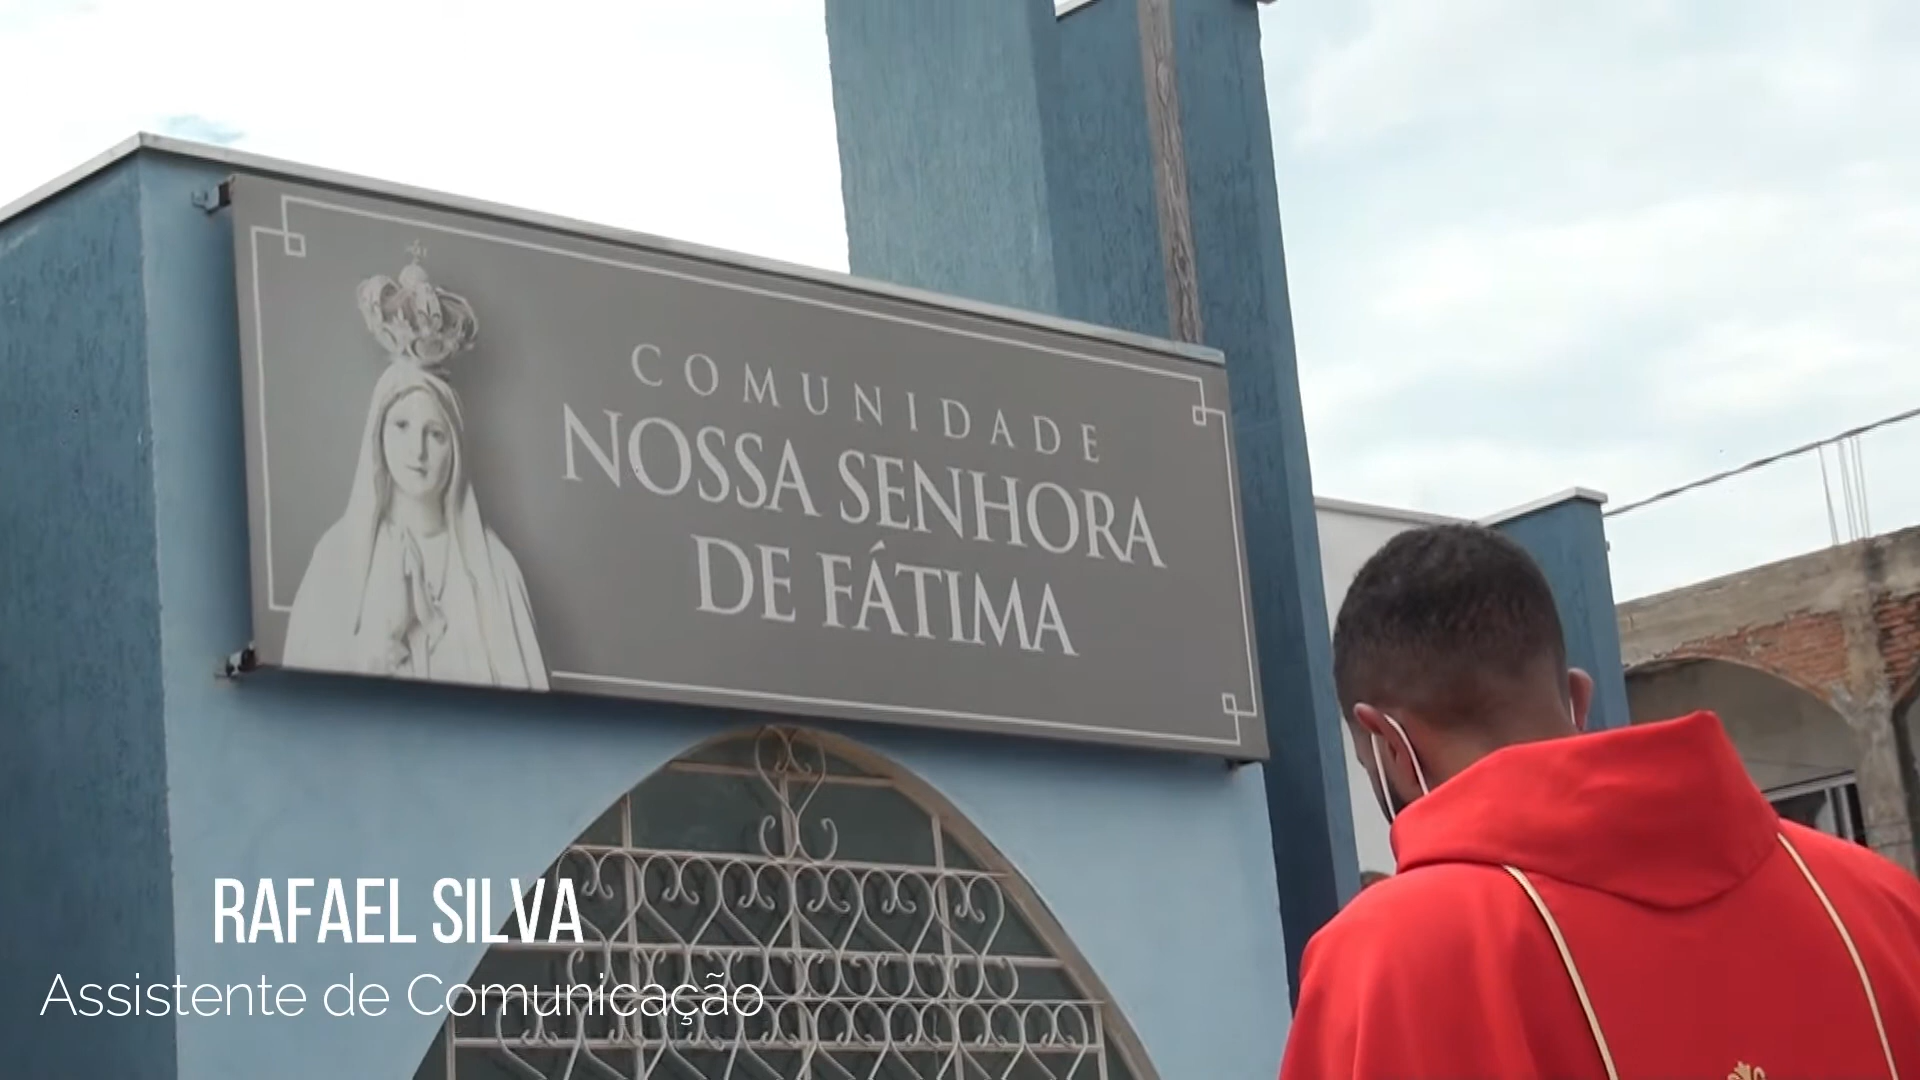 COMUNIDADE
NOSSA SENHORA
DE FÁTIMA
RAFAEL SILVA
Assistente de Comunicação